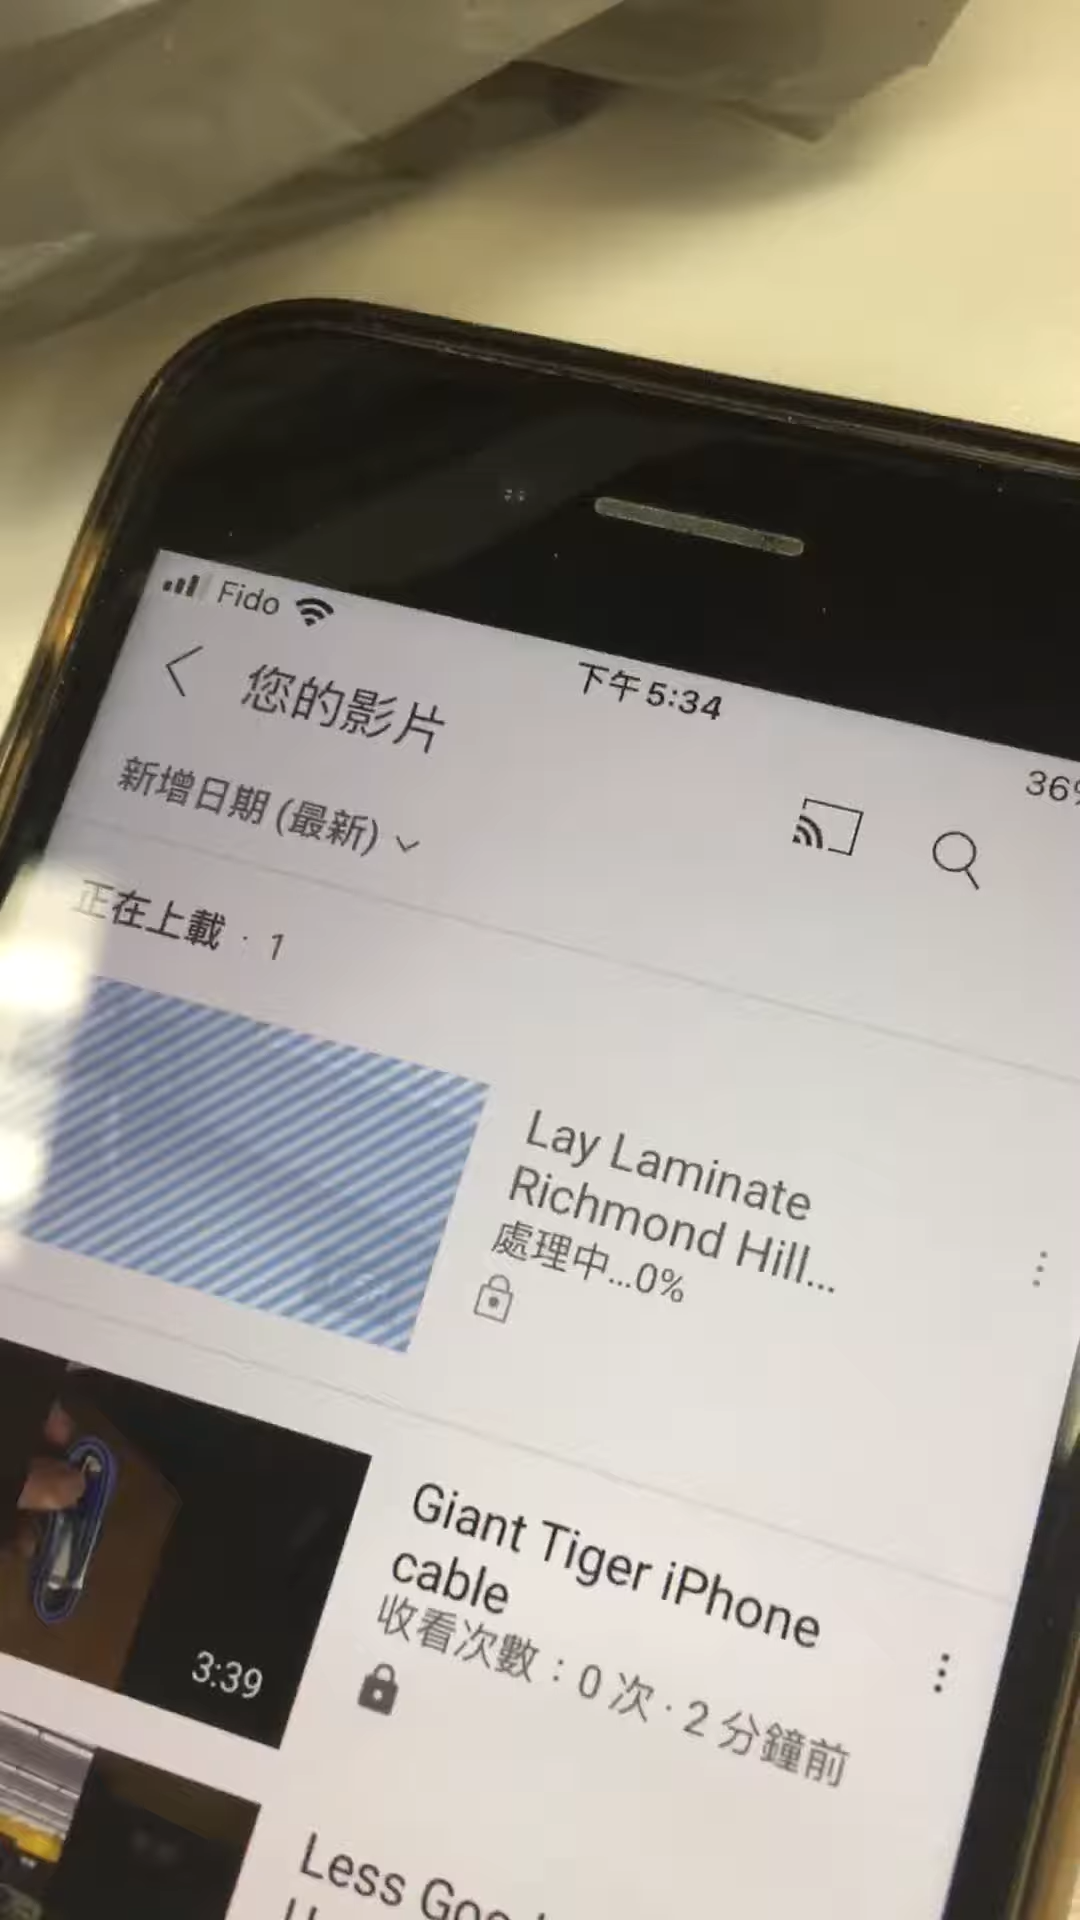 Fido
下午5:34
36%
您的影片
新增日期 (最新)
正在上載 · 1
Lay Laminate
Richmond Hill...
處理中...0%
Giant Tiger iPhone
cable
收看次數：0 次 · 2 分鐘前
3:39
Less